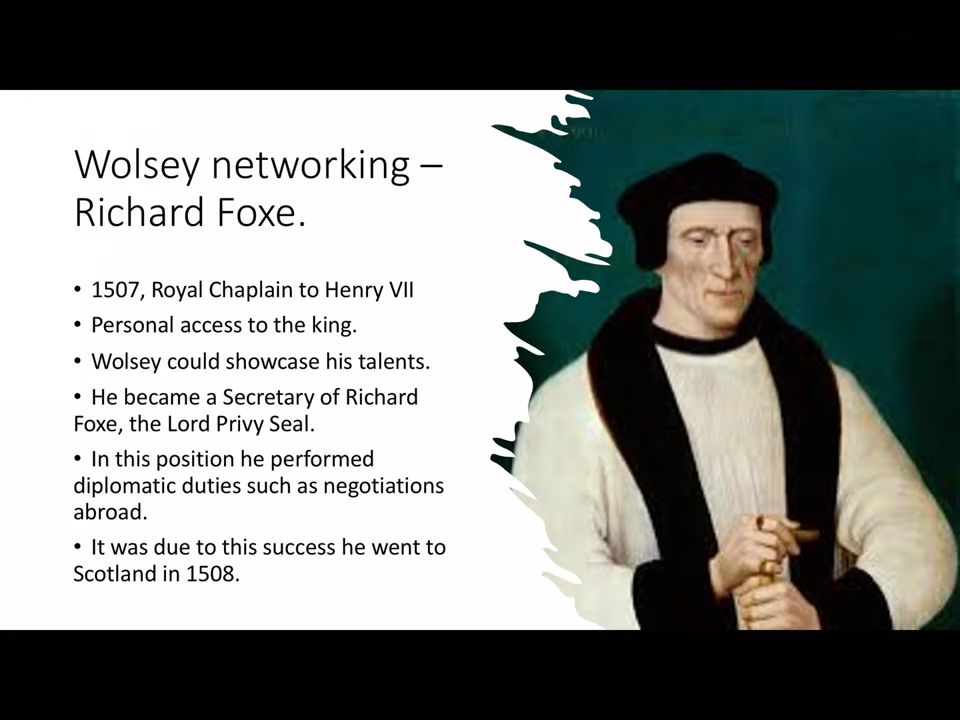 Wolsey networking –
Richard Foxe.
• 1507, Royal Chaplain to Henry VII
• Personal access to the king.
• Wolsey could showcase his talents.
• He became a Secretary of Richard
Foxe, the Lord Privy Seal.
• In this position he performed
diplomatic duties such as negotiations
abroad.
• It was due to this success he went to
Scotland in 1508.